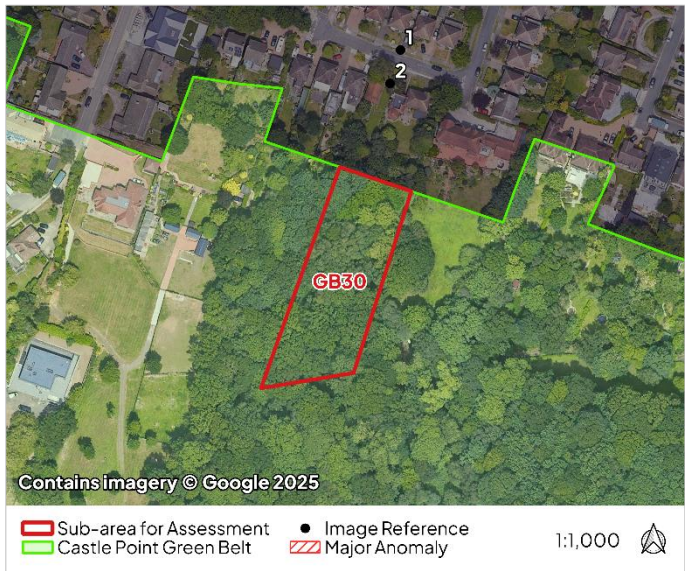 1
2
GB30
Contains imagery © Google 2025
Sub-area for Assessment
Image Reference
Castle Point Green Belt
Major Anomaly
1:1,000